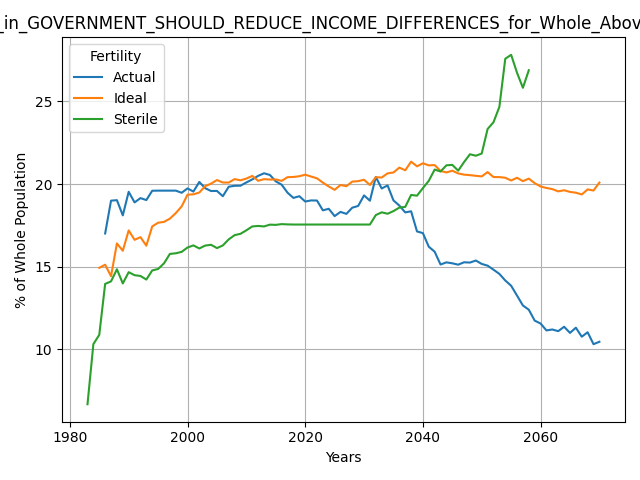 _in_GOVERNMENT_SHOULD_REDUCE_INCOME_DIFFERENCES_for_Whole_Abov
Fertility
Actual
Ideal
Sterile
% of Whole Population
25
20
15
10
1980
2000
2020
2040
2060
Years